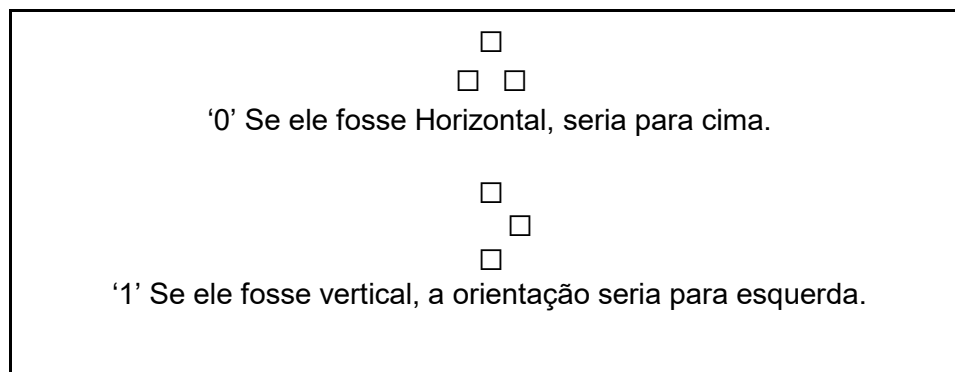 □
□ □
‘0’ Se ele fosse Horizontal, seria para cima.
□
□
□
‘1’ Se ele fosse vertical, a orientação seria para esquerda.